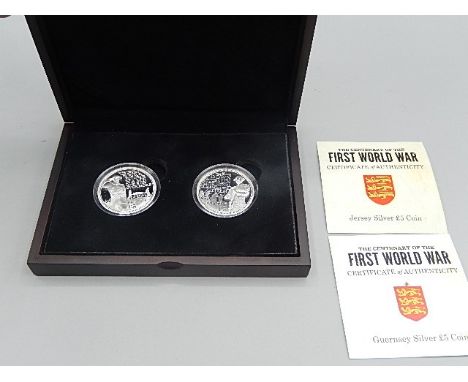 THE CENTENARY OF THE
FIRST WORLD WAR
CERTIFICATE of AUTHENTICITY
Jersey Silver £5 Coin
THE CENTENARY OF THE
FIRST WORLD WAR
CERTIFICATE of AUTHENTICITY
Guernsey Silver £5 Coin